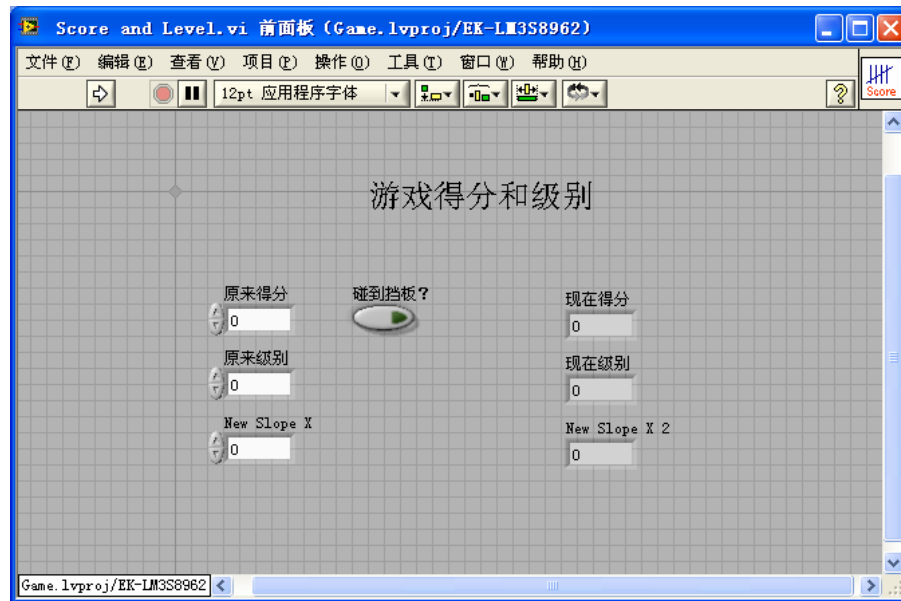 Score and Level.vi 前面板 (Game.lvproj/EK-LM3S8962)
文件(F) 编辑(E) 查看(V) 项目(P) 操作(O) 工具(T) 窗口(W) 帮助(H)
12pt 应用程序字体
Score
游戏得分和级别
原来得分
0
碰到挡板?
现在得分
0
原来级别
0
现在级别
0
New Slope X
0
New Slope X 2
0
Game.lvproj/EK-LM3S8962